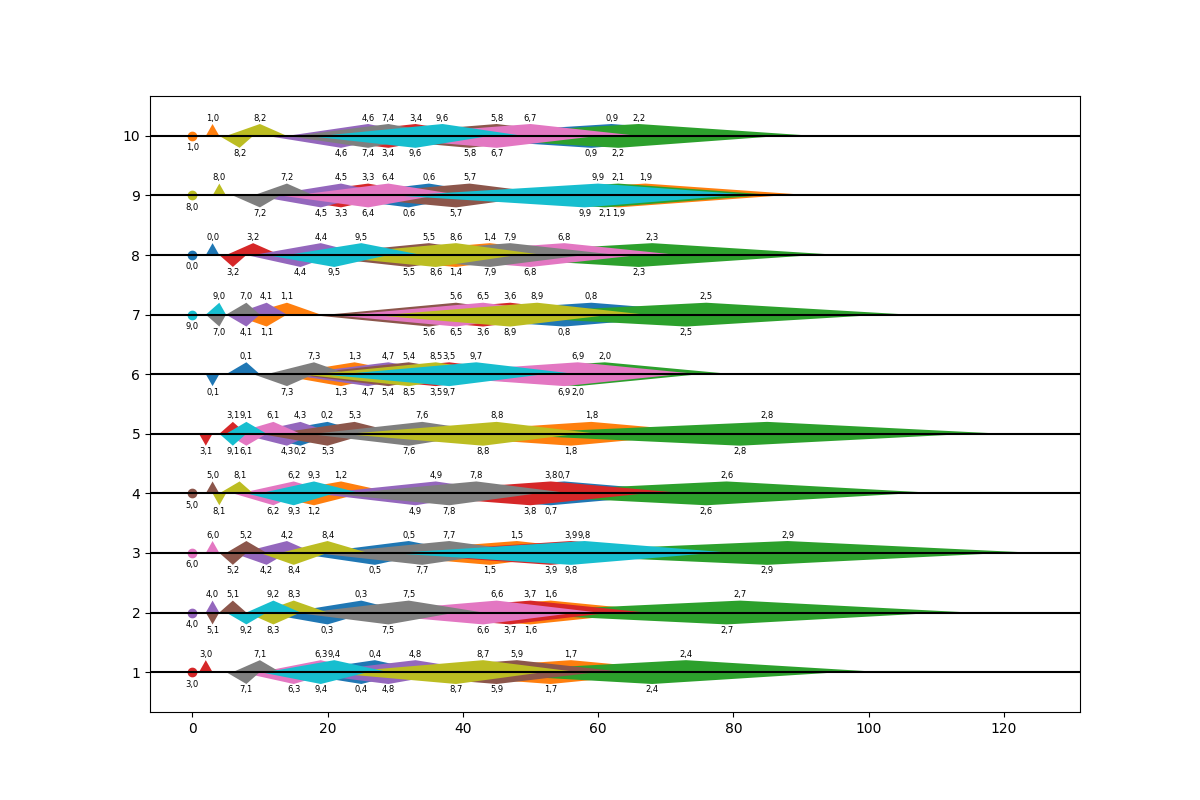 1,0 8,2 4,6 7,4 3,4 9,6 5,8 6,7 0,9 2,2
10
1,0 8,2 4,6 7,4 3,4 9,6 5,8 6,7 0,9 2,2
8,0 7,2 4,5 3,3 6,4 0,6 5,7 9,9 2,1 1,9
9
8,0 7,2 4,5 3,3 6,4 0,6 5,7 9,9 2,1 1,9
0,0 3,2 4,4 9,5 5,5 8,6 1,4 7,9 6,8 2,3
8
0,0 3,2 4,4 9,5 5,5 8,6 1,4 7,9 6,8 2,3
9,0 7,0 4,1 1,1 5,6 6,5 3,6 8,9 0,8 2,5
7
9,0 7,0 4,1 1,1 5,6 6,5 3,6 8,9 0,8 2,5
0,1 7,3 1,3 4,7 5,4 8,5 3,5 9,7 6,9 2,0
6
0,1 7,3 1,3 4,7 5,4 8,5 3,5 9,7 6,9 2,0
3,1 9,1 6,1 4,3 0,2 5,3 7,6 8,8 1,8 2,8
5
3,1 9,1 6,1 4,3 0,2 5,3 7,6 8,8 1,8 2,8
5,0 8,1 6,2 9,3 1,2 4,9 7,8 3,8 0,7 2,6
4
5,0 8,1 6,2 9,3 1,2 4,9 7,8 3,8 0,7 2,6
6,0 5,2 4,2 8,4 0,5 7,7 1,5 3,9 9,8 2,9
3
6,0 5,2 4,2 8,4 0,5 7,7 1,5 3,9 9,8 2,9
4,0 5,1 9,2 8,3 0,3 7,5 6,6 3,7 1,6 2,7
2
4,0 5,1 9,2 8,3 0,3 7,5 6,6 3,7 1,6 2,7
3,0 7,1 6,3 9,4 0,4 4,8 8,7 5,9 1,7 2,4
1
3,0 7,1 6,3 9,4 0,4 4,8 8,7 5,9 1,7 2,4
0 20 40 60 80 100 120